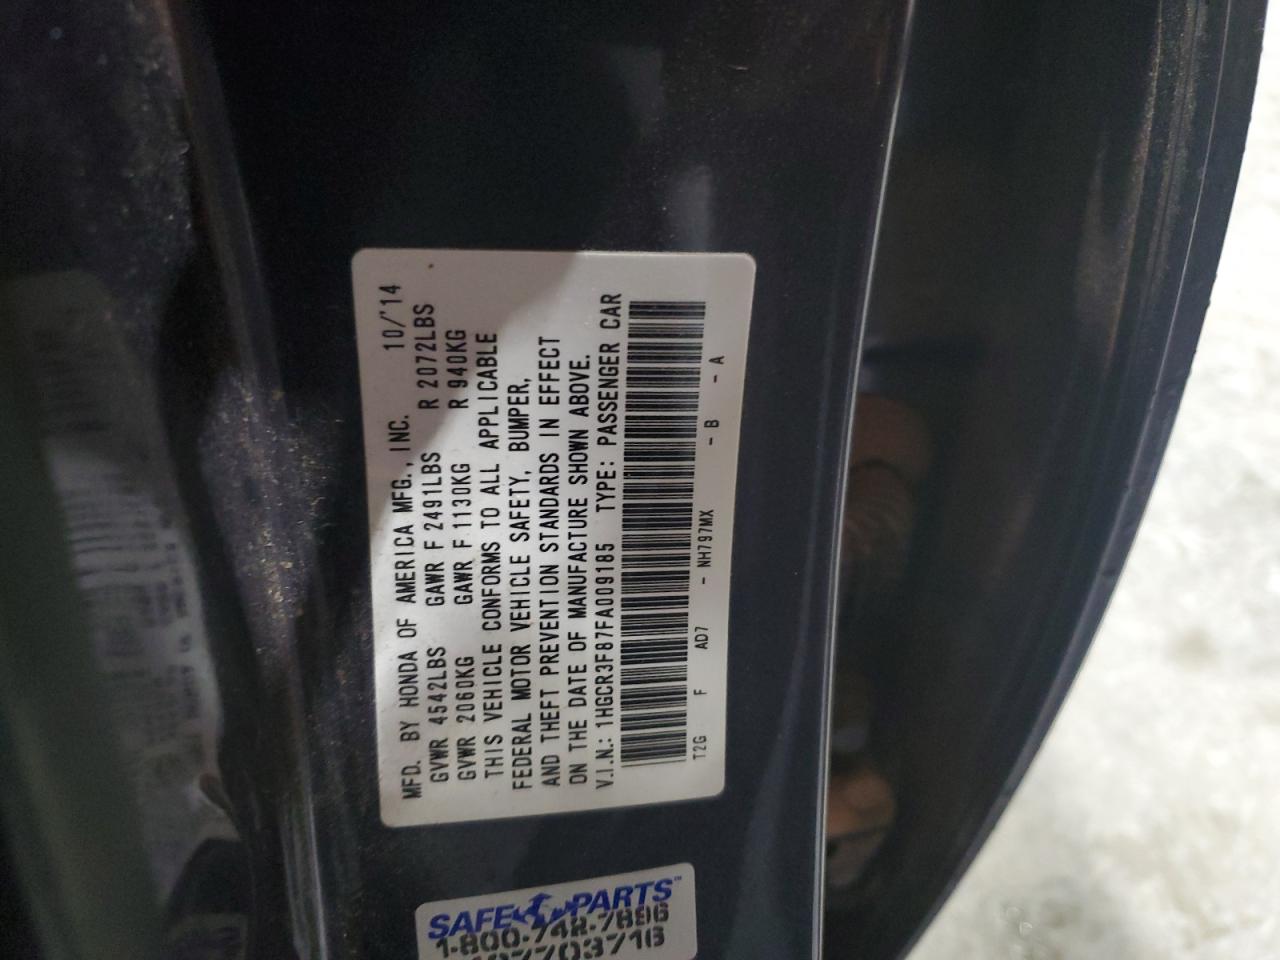 MFD. BY HONDA OF AMERICA MFG., INC. 10/'14
GVWR 4542LBS GAWR F 2491LBS R 2072LBS
GVWR 2060KG GAWR F 1130KG R 940KG
THIS VEHICLE CONFORMS TO ALL APPLICABLE
FEDERAL MOTOR VEHICLE SAFETY, BUMPER,
AND THEFT PREVENTION STANDARDS IN EFFECT
ON THE DATE OF MANUFACTURE SHOWN ABOVE.
V.I.N.: 1HGCR3F87FA009185 TYPE: PASSENGER CAR
T2G F AD7 - NH797MX - B - A
SAFE PARTS™
1-800-742-7896